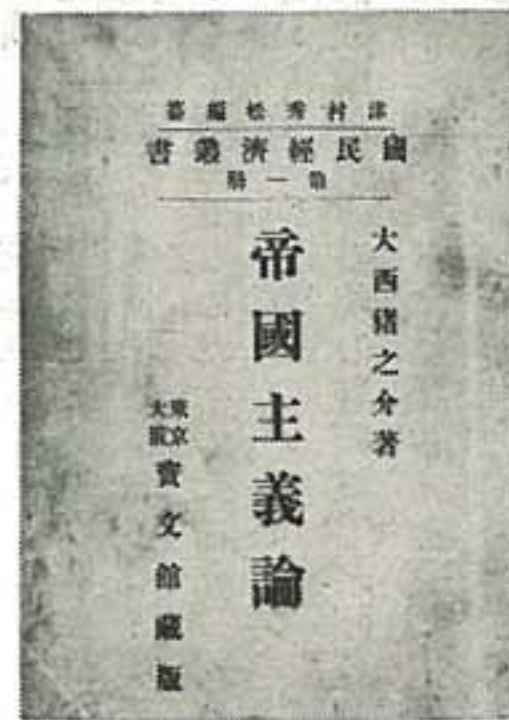 津村秀松編纂
國民經濟叢書
第一册
大西猪之介著
帝國主義論
東京
大阪
寶文館藏版